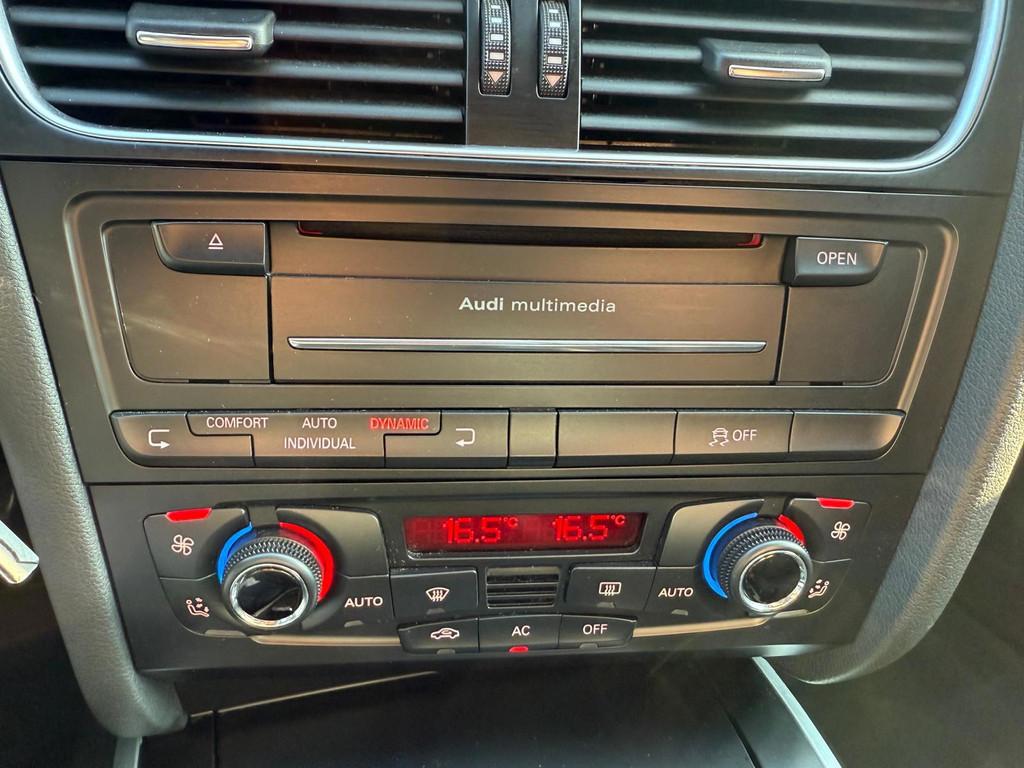 OPEN
Audi multimedia
COMFORT AUTO DYNAMIC
INDIVIDUAL
OFF
16.5°C 16.5°C
AUTO AUTO
AC OFF